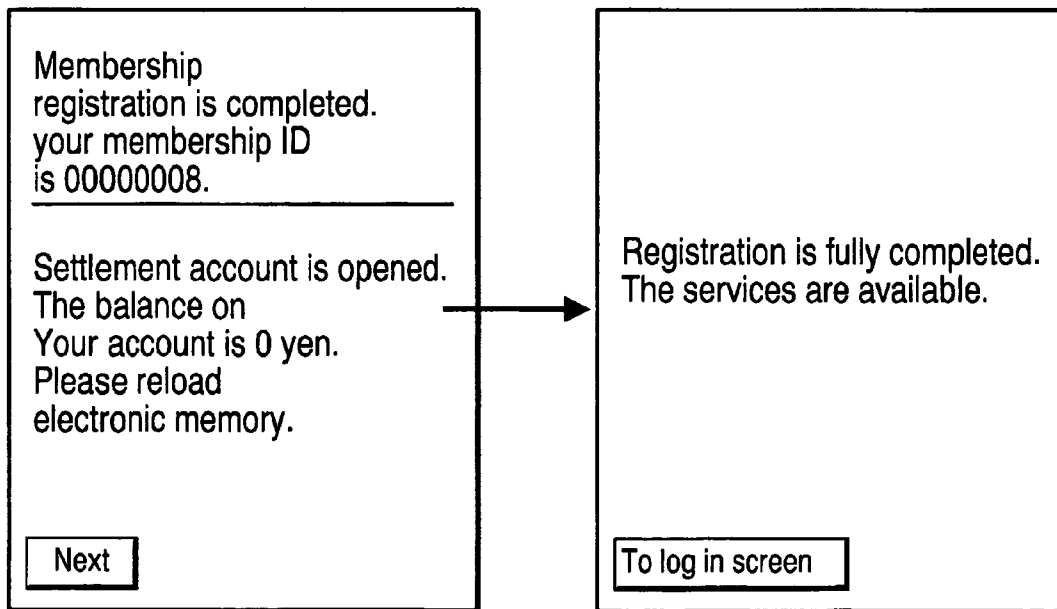 Membership
registration is completed.
your membership ID
is 00000008.
Settlement account is opened.
The balance on
Your account is 0 yen.
Please reload
electronic memory.
Next
Registration is fully completed.
The services are available.
To log in screen